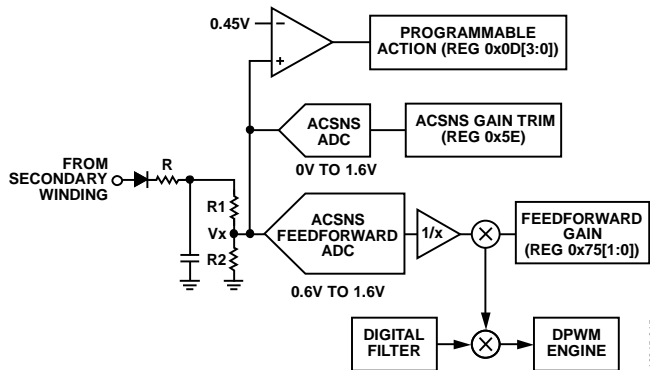 0.45V
−
+
PROGRAMMABLE
ACTION (REG 0x0D[3:0])
ACSNS
ADC
0V TO 1.6V
ACSNS GAIN TRIM
(REG 0x5E)
FROM
SECONDARY
WINDING
R
R1
Vx
R2
ACSNS
FEEDFORWARD
ADC
0.6V TO 1.6V
1/x
FEEDFORWARD
GAIN
(REG 0x75[1:0])
DIGITAL
FILTER
DPWM
ENGINE